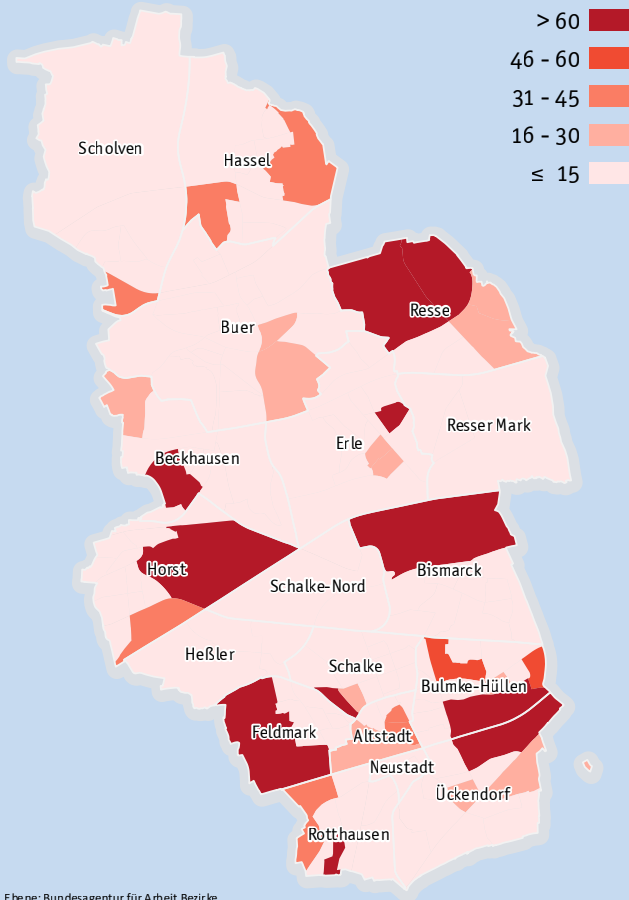 > 60
46 - 60
31 - 45
16 - 30
≤ 15
Scholven
Hassel
Buer
Resse
Resser Mark
Erle
Beckhausen
Horst
Bismarck
Schalke-Nord
Heßler
Schalke
Bulmke-Hüllen
Feldmark
Altstadt
Neustadt
Ückendorf
Rotthausen
Ebene: Bundesagentur für Arbeit Bezirke